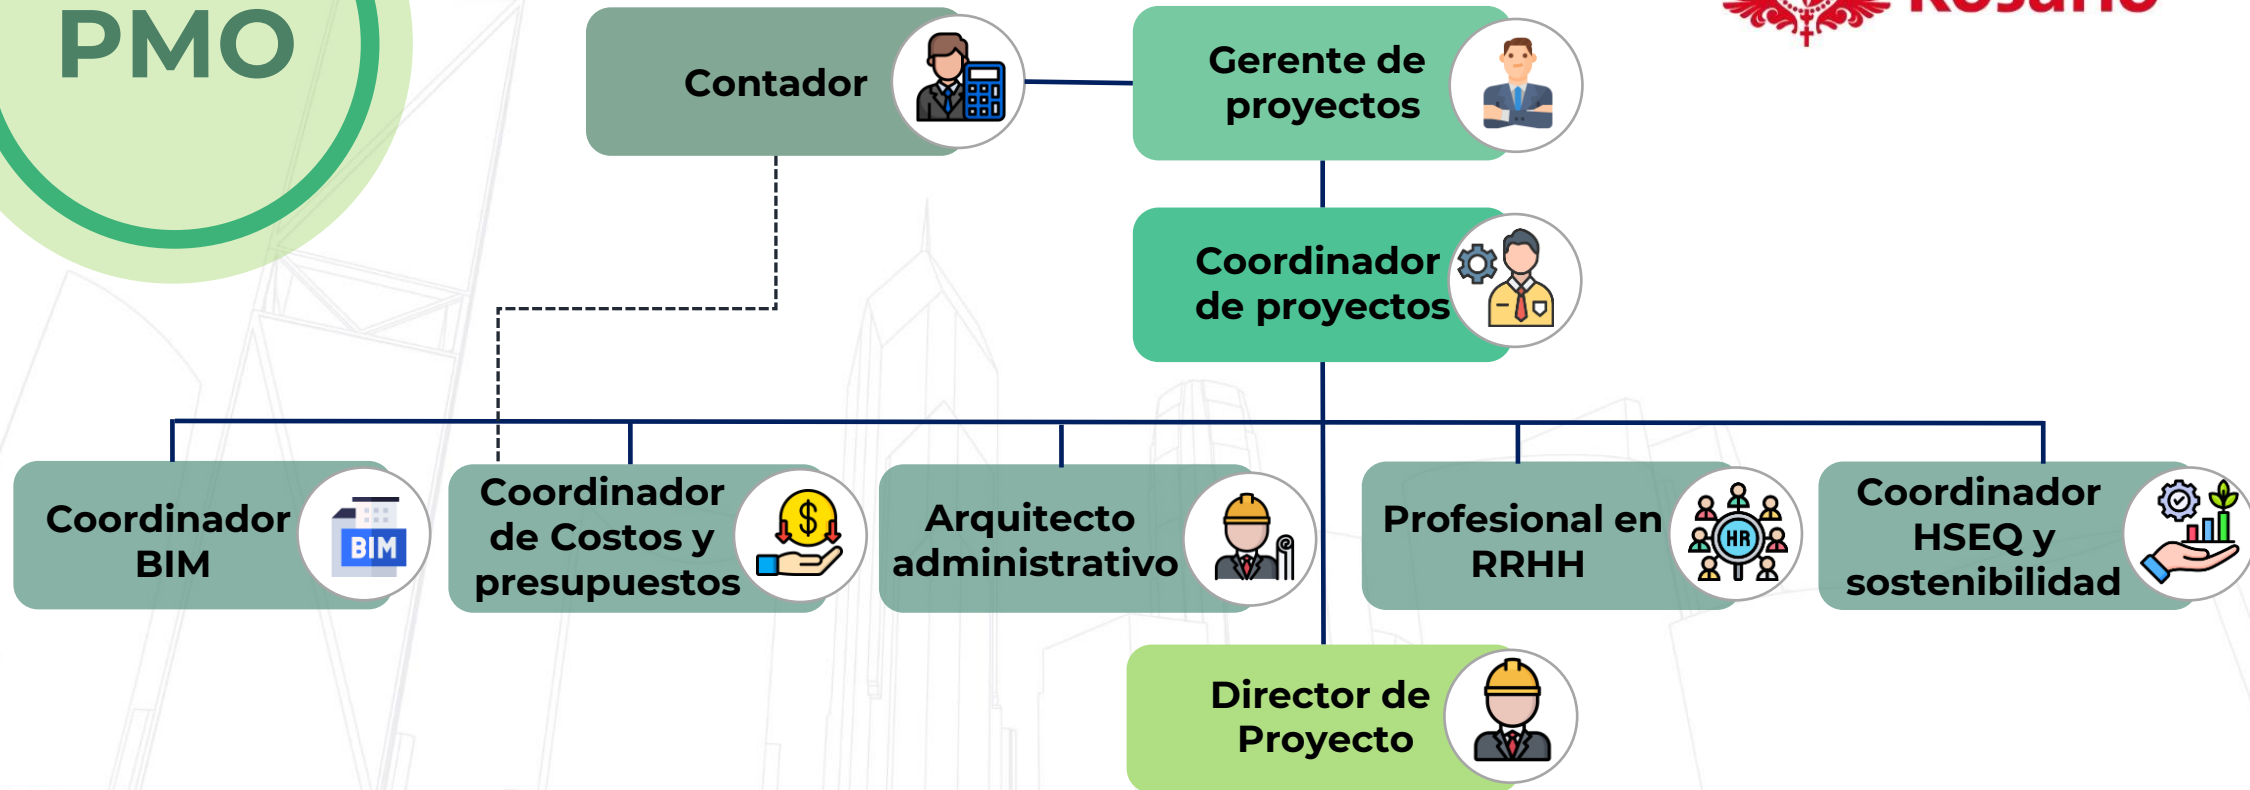 PMO
Contador
Gerente de
proyectos
Rosario
Coordinador
de proyectos
Coordinador
BIM
BIM
Coordinador
de Costos y
presupuestos
$
Arquitecto
administrativo
Profesional en
RRHH
HR
Coordinador
HSEQ y
sostenibilidad
Director de
Proyecto